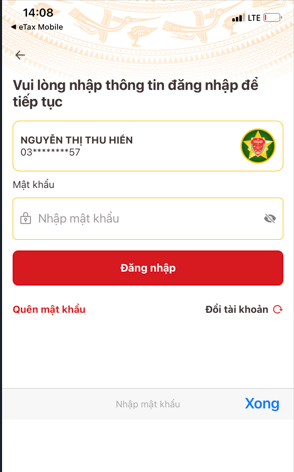 14:08
LTE
◀ eTax Mobile
Vui lòng nhập thông tin đăng nhập để
tiếp tục
NGUYỄN THỊ THU HIỀN
03********57
Mật khẩu
Nhập mật khẩu
Đăng nhập
Quên mật khẩu
Đổi tài khoản
Nhập mật khẩu
Xong